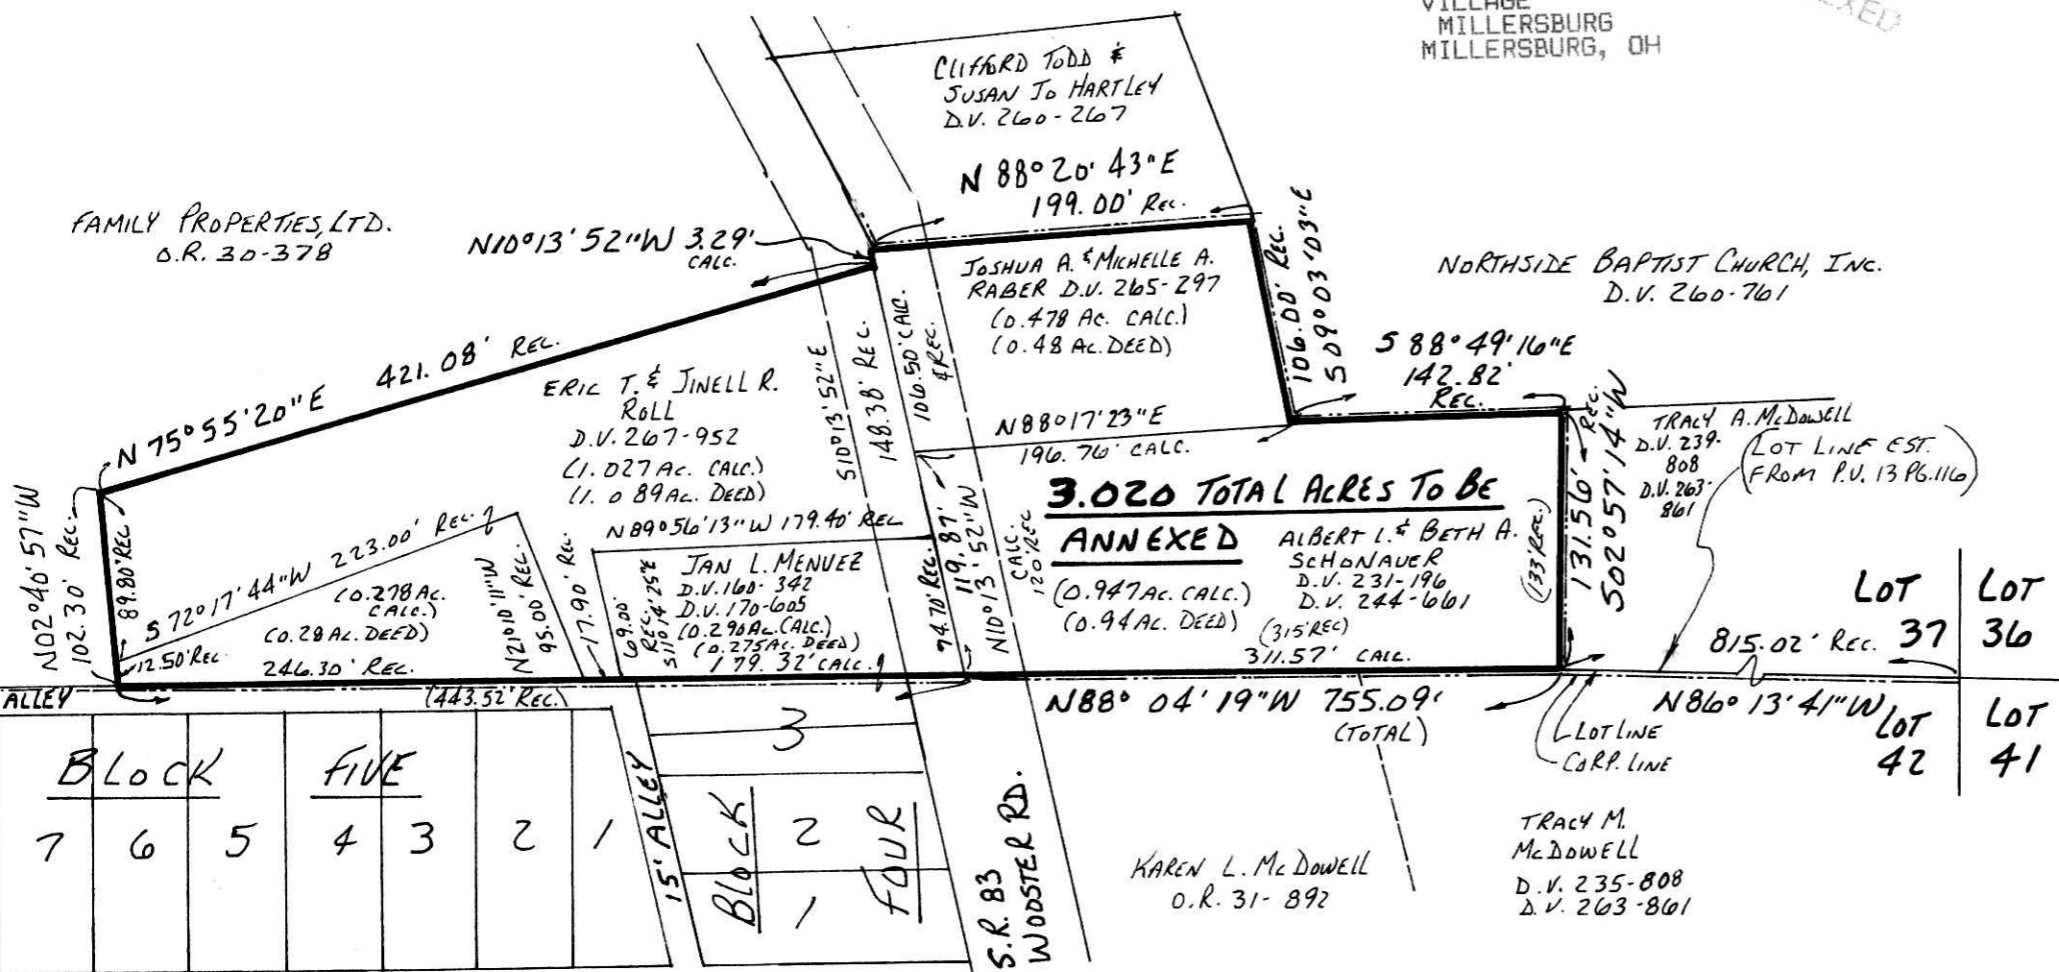 VILLAGE
MILLERSBURG
MILLERSBURG, OH
CLIFFORD TODD &
SUSAN JO HARTLEY
D.V. 260-267
N 88° 20' 43" E
199.00' REC.
FAMILY PROPERTIES, LTD.
O.R. 30-378
N10°13'52"W 3.29'
CALC.
JOSHUA A. & MICHELLE A.
RABER D.V. 265-297
(0.478 AC. CALC.)
(0.48 AC. DEED)
106.00' REC.
S09°03'03"E
NORTHSIDE BAPTIST CHURCH, INC.
D.V. 260-761
S 88°49'16"E
142.82'
REC.
N 75°55'20"E 421.08' REC.
ERIC T. & JINELL R.
ROLL
D.V. 267-952
(1.027 AC. CALC.)
(1.089 AC. DEED)
S10°13'52"E
148.38' REC.
106.50' CALC.
& REC.
N88°17'23"E
196.76' CALC.
TRACY A. McDOWELL
D.V. 239-
808
D.V. 263-
861
(LOT LINE EST.
FROM P.V. 13 PG.116)
131.56' REC.
S02°57'14"W
(133' REC.)
3.020 TOTAL ACRES TO BE
ANNEXED
ALBERT L. & BETH A.
SCHONAUER
D.V. 231-196
D.V. 244-661
(0.947 AC. CALC.)
(0.94 AC. DEED)
(315' REC)
311.57' CALC.
N02°40'57"W
102.30' REC.
89.80' REC
S 72°17'44"W 223.00' REC.
(0.278 AC.
CALC.)
(0.28 AC. DEED)
12.50' REC.
246.30' REC.
N21°10'11"W
95.00' REC.
17.90' REC.
N89°56'13"W 179.40' REC
69.00'
REC.
S11°14'25"E
JAN L. MENUEZ
D.V. 160-342
D.V. 170-605
(0.290 AC. (CALC.)
(0.275 AC. DEED)
179.32' CALC.
74.70' REC.
119.87'
N10°13'52"W
CALC.
120' REC
LOT
37
LOT
36
815.02' REC.
N86°13'41"W
LOT
42
LOT
41
ALLEY
(443.52' REC.)
N88° 04' 19"W 755.09'
(TOTAL)
LOT LINE
CORP. LINE
BLOCK FIVE
7 6 5 4 3 2 1
15' ALLEY
3
2
1
BLOCK
FOUR
S.R. 83
WOOSTER RD.
KAREN L. McDOWELL
O.R. 31-892
TRACY M.
McDOWELL
D.V. 235-808
D.V. 263-861